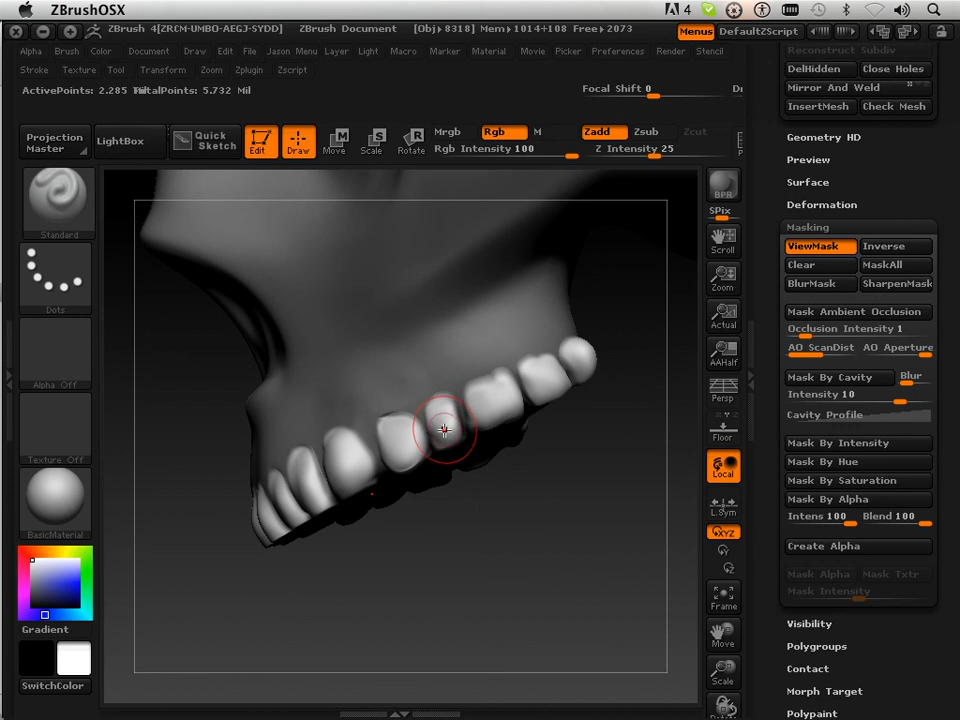 ZBrushOSX
4
ZBrush 4[ZRCM-UMBO-AEGJ-SYDD] ZBrush Document [Obj▸8318] Mem▸1014+108 Free▸2073 Menus DefaultZScript
Alpha Brush Color Document Draw Edit File Jason Menu Layer Light Macro Marker Material Movie Picker Preferences Render Stencil
Stroke Texture Tool Transform Zoom Zplugin Zscript
ActivePoints: 2.285 TotalPoints: 5.732 Mil
Focal Shift 0
Projection Master
LightBox
Quick Sketch
Edit
Draw
Move
Scale
Rotate
Mrgb Rgb M
Rgb Intensity 100
Zadd Zsub Zcut
Z Intensity 25
Standard
Dots
Alpha Off
Texture Off
BasicMaterial
Gradient
SwitchColor
BPR
SPix
Scroll
Zoom
Actual
AAHalf
Persp
Floor
Local
L.Sym
XYZ
Frame
Move
Scale
Reconstruct Subdiv
DelHidden Close Holes
Mirror And Weld
InsertMesh Check Mesh
Geometry HD
Preview
Surface
Deformation
Masking
ViewMask Inverse
Clear MaskAll
BlurMask SharpenMask
Mask Ambient Occlusion
Occlusion Intensity 1
AO ScanDist AO Aperture
Mask By Cavity Blur
Intensity 10
Cavity Profile
Mask By Intensity
Mask By Hue
Mask By Saturation
Mask By Alpha
Intens 100 Blend 100
Create Alpha
Mask Alpha Mask Txtr
Mask Intensity
Visibility
Polygroups
Contact
Morph Target
Polypaint